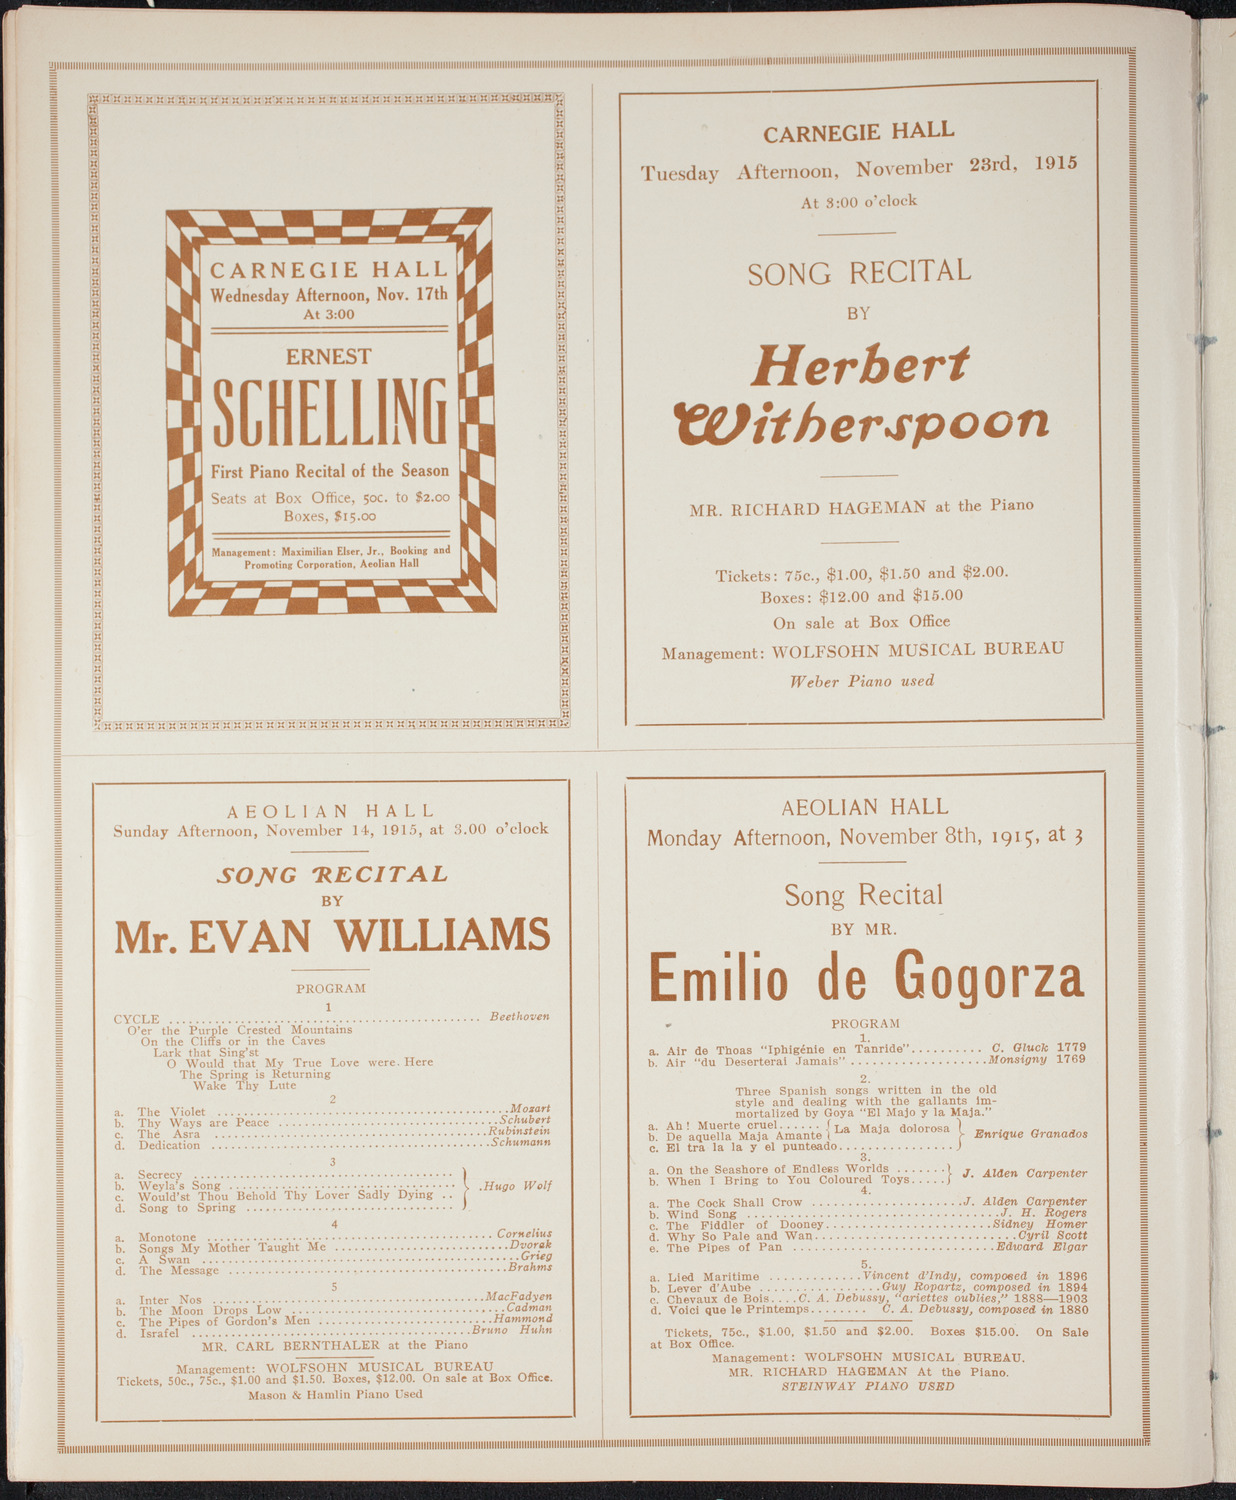 CARNEGIE HALL
Wednesday Afternoon, Nov. 17th
At 3:00
ERNEST
SCHELLING
First Piano Recital of the Season
Seats at Box Office, 50c. to $2.00
Boxes, $15.00
Management: Maximilian Elser, Jr., Booking and
Promoting Corporation, Aeolian Hall
CARNEGIE HALL
Tuesday Afternoon, November 23rd, 1915
At 3:00 o'clock
SONG RECITAL
BY
Herbert
Witherspoon
MR. RICHARD HAGEMAN at the Piano
Tickets: 75c., $1.00, $1.50 and $2.00.
Boxes: $12.00 and $15.00
On sale at Box Office
Management: WOLFSOHN MUSICAL BUREAU
Weber Piano used
AEOLIAN HALL
Sunday Afternoon, November 14, 1915, at 3.00 o'clock
SONG RECITAL
BY
Mr. EVAN WILLIAMS
PROGRAM
1
CYCLE ........ Beethoven
O'er the Purple Crested Mountains
On the Cliffs or in the Caves
Lark that Sing'st
O Would that My True Love were. Here
The Spring is Returning
Wake Thy Lute
2
a. The Violet ........ Mozart
b. Thy Ways are Peace ........ Schubert
c. The Asra ........ Rubinstein
d. Dedication ........ Schumann
3
a. Secrecy ........
b. Weyla's Song ........ Hugo Wolf
c. Would'st Thou Behold Thy Lover Sadly Dying ..
d. Song to Spring ........
4
a. Monotone ........ Cornelius
b. Songs My Mother Taught Me ........ Dvorak
c. A Swan ........ Grieg
d. The Message ........ Brahms
5
a. Inter Nos ........ MacFadyen
b. The Moon Drops Low ........ Cadman
c. The Pipes of Gordon's Men ........ Hammond
d. Israfel ........ Bruno Huhn
MR. CARL BERNTHALER at the Piano
Management: WOLFSOHN MUSICAL BUREAU
Tickets, 50c., 75c., $1.00 and $1.50. Boxes, $12.00. On sale at Box Office.
Mason & Hamlin Piano Used
AEOLIAN HALL
Monday Afternoon, November 8th, 1915, at 3
Song Recital
BY MR.
Emilio de Gogorza
PROGRAM
1.
a. Air de Thoas "Iphigénie en Tanride" ........ C. Gluck 1779
b. Air "du Deserterai Jamais" ........ Monsigny 1769
2.
Three Spanish songs written in the old
style and dealing with the gallants im-
mortalized by Goya "El Majo y la Maja."
a. Ah! Muerte cruel...... { La Maja dolorosa
b. De aquella Maja Amante { Enrique Granados
c. El tra la la y el punteado........
3.
a. On the Seashore of Endless Worlds ....... J. Alden Carpenter
b. When I Bring to You Coloured Toys.....
4.
a. The Cock Shall Crow ........ J. Alden Carpenter
b. Wind Song ........ J. H. Rogers
c. The Fiddler of Dooney ........ Sidney Homer
d. Why So Pale and Wan ........ Cyril Scott
e. The Pipes of Pan ........ Edward Elgar
5.
a. Lied Maritime ........ Vincent d'Indy, composed in 1896
b. Lever d'Aube ........ Guy Ropartz, composed in 1894
c. Chevaux de Bois....C. A. Debussy, "ariettes oublies," 1888—1903
d. Voici que le Printemps........ C. A. Debussy, composed in 1880
Tickets, 75c., $1.00, $1.50 and $2.00. Boxes $15.00. On Sale
at Box Office.
Management: WOLFSOHN MUSICAL BUREAU.
MR. RICHARD HAGEMAN At the Piano.
STEINWAY PIANO USED